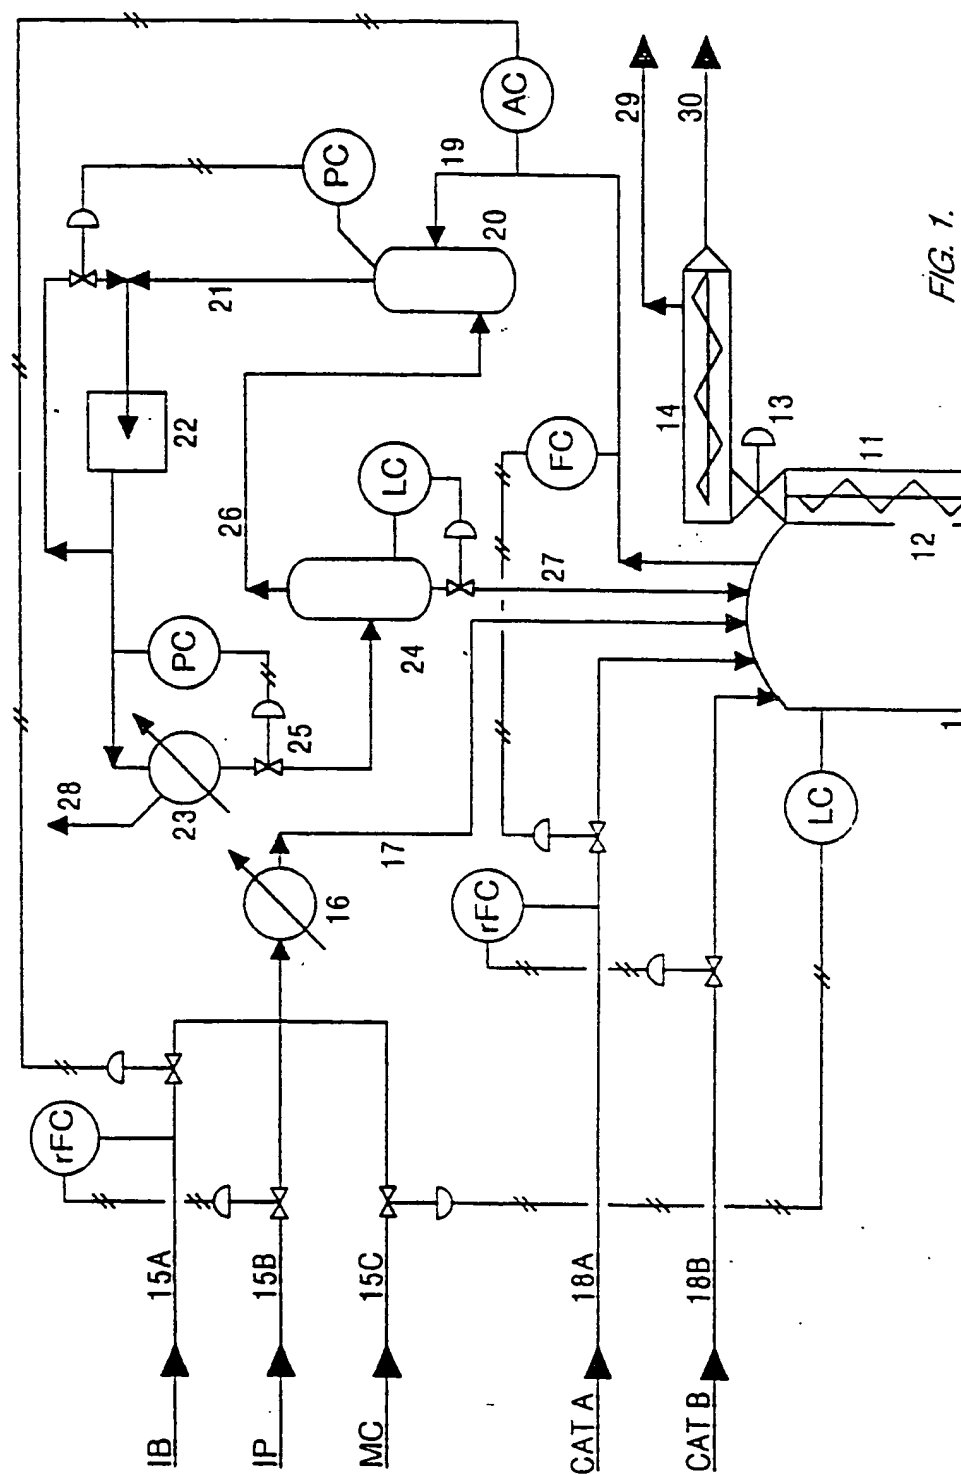 rFC
28
IB
15A
23
PC
22
21
IP
15B
25
26
PC
16
MC
15C
17
24
LC
19
rFC
20
AC
27
FC
CAT A
18A
29
14
30
CAT B
18B
13
LC
11
12
1
FIG. 1.